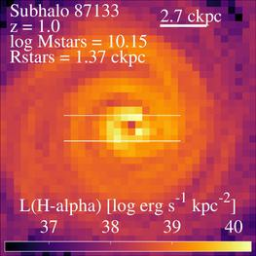 Subhalo 87133
2.7 ckpc
z = 1.0
log Mstars = 10.15
Rstars = 1.37 ckpc
L(H-alpha) [log erg s⁻¹ kpc⁻²]
37 38 39 40